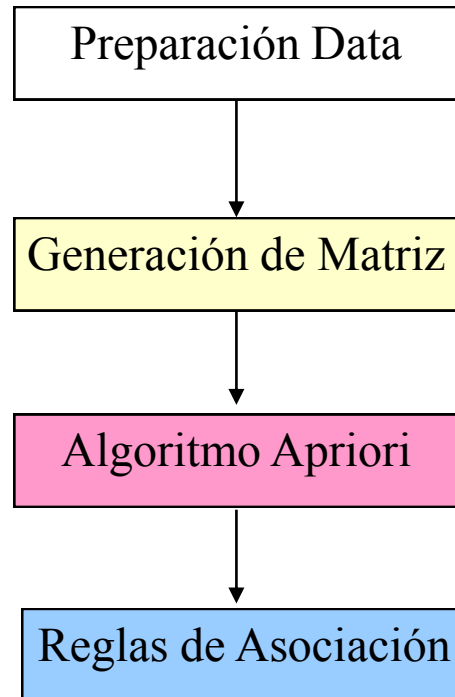 Preparación Data
Generación de Matriz
Algoritmo Apriori
Reglas de Asociación